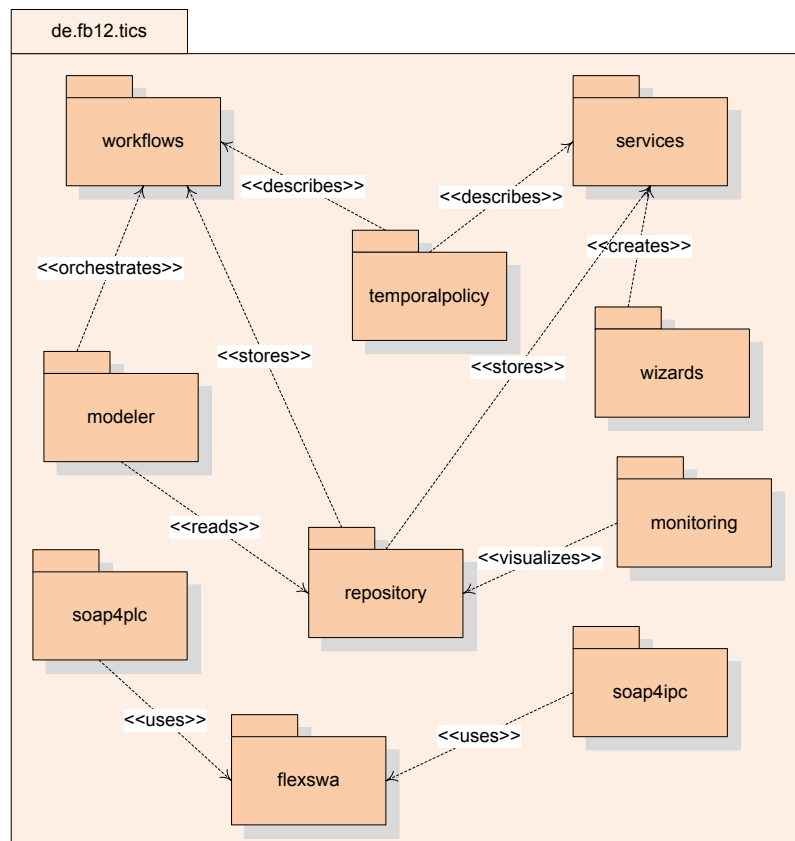 de.fb12.tics
workflows
services
<<describes>>
<<describes>>
<<creates>>
<<orchestrates>>
temporalpolicy
<<stores>>
<<stores>>
wizards
modeler
<<reads>>
monitoring
<<visualizes>>
repository
soap4plc
soap4ipc
<<uses>>
<<uses>>
flexswa